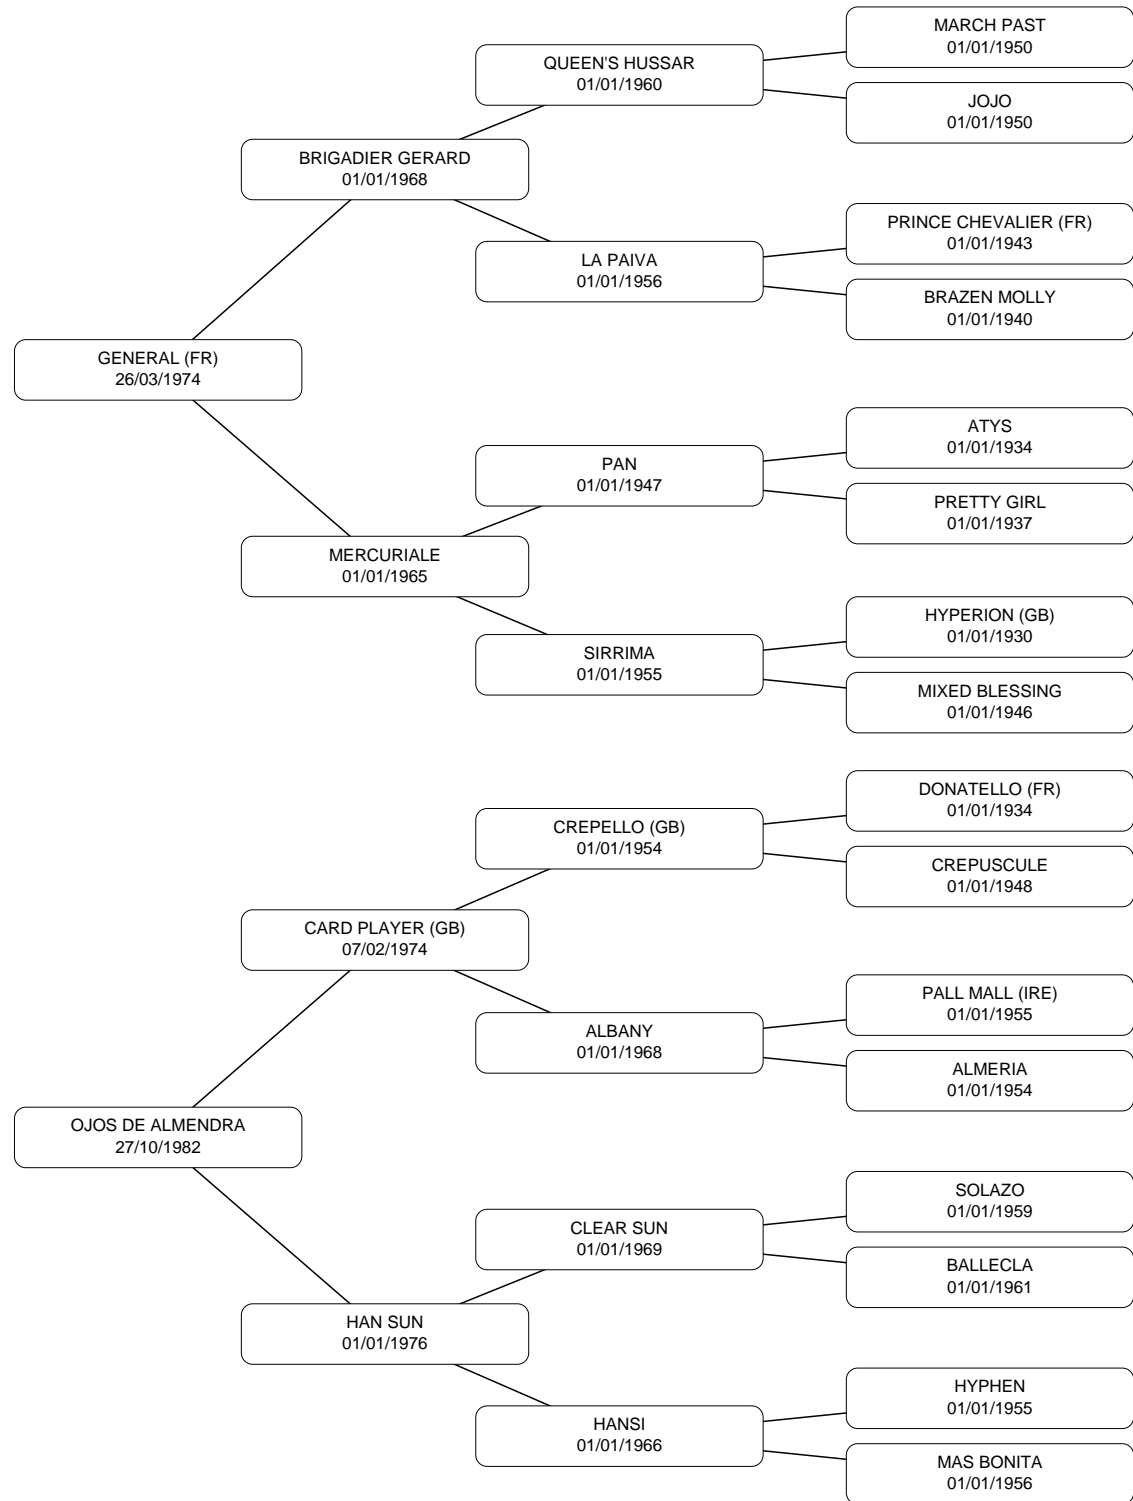 MARCH PAST
01/01/1950
QUEEN'S HUSSAR
01/01/1960
JOJO
01/01/1950
BRIGADIER GERARD
01/01/1968
PRINCE CHEVALIER (FR)
01/01/1943
LA PAIVA
01/01/1956
BRAZEN MOLLY
01/01/1940
GENERAL (FR)
26/03/1974
ATYS
01/01/1934
PAN
01/01/1947
PRETTY GIRL
01/01/1937
MERCURIALE
01/01/1965
HYPERION (GB)
01/01/1930
SIRRIMA
01/01/1955
MIXED BLESSING
01/01/1946
DONATELLO (FR)
01/01/1934
CREPELLO (GB)
01/01/1954
CREPUSCULE
01/01/1948
CARD PLAYER (GB)
07/02/1974
PALL MALL (IRE)
01/01/1955
ALBANY
01/01/1968
ALMERIA
01/01/1954
OJOS DE ALMENDRA
27/10/1982
SOLAZO
01/01/1959
CLEAR SUN
01/01/1969
BALLECLA
01/01/1961
HAN SUN
01/01/1976
HYPHEN
01/01/1955
HANSI
01/01/1966
MAS BONITA
01/01/1956